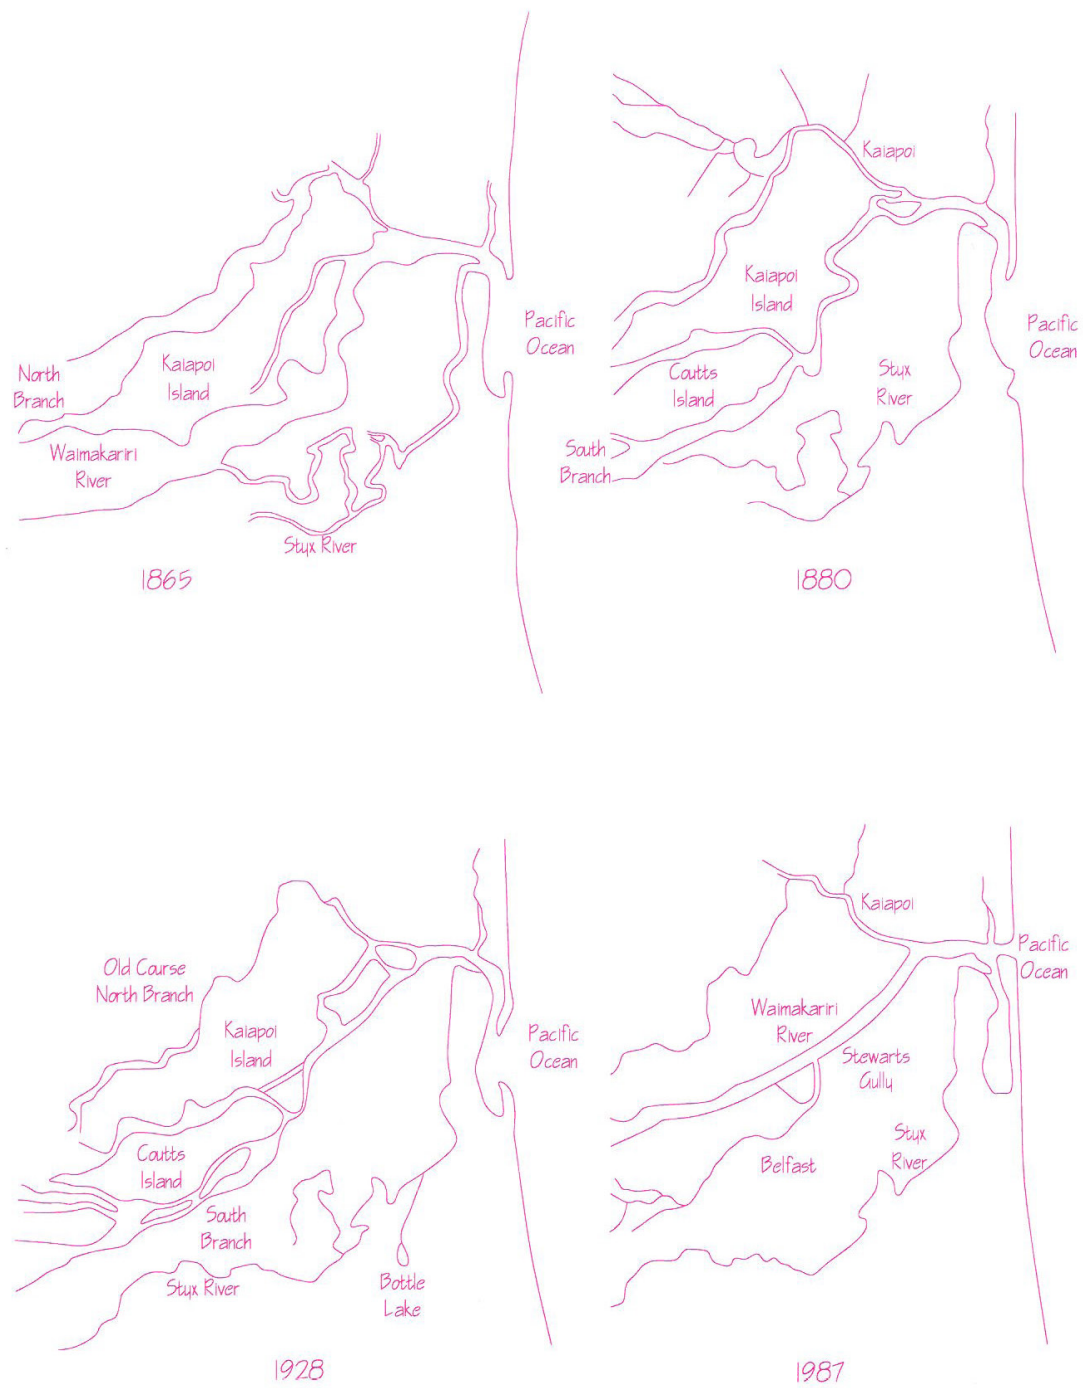 Pacific
Ocean
North
Branch
Kaiapoi
Island
Waimakariri
River
Styx River
1865
Kaiapoi
Kaiapoi
Island
Pacific
Ocean
Coutts
Island
Styx
River
South
Branch
1880
Old Course
North Branch
Kaiapoi
Island
Pacific
Ocean
Coutts
Island
South
Branch
Styx River
Bottle
Lake
1928
Kaiapoi
Pacific
Ocean
Waimakariri
River
Stewarts
Gully
Styx
River
Belfast
1987